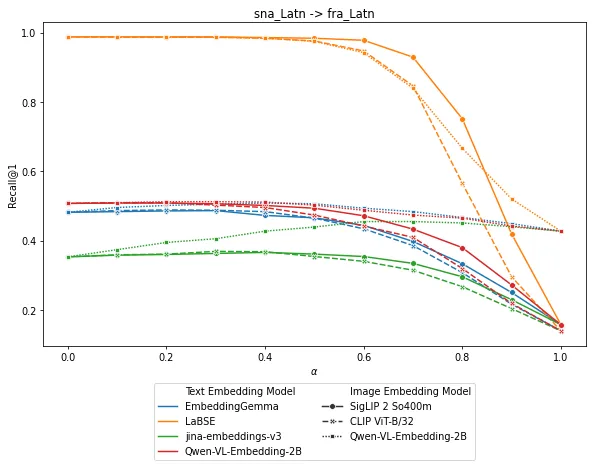 sna_Latn -> fra_Latn
Recall@1
1.0
0.8
0.6
0.4
0.2
0.0 0.2 0.4 0.6 0.8 1.0
α
Text Embedding Model Image Embedding Model
EmbeddingGemma SigLIP 2 So400m
LaBSE CLIP ViT-B/32
jina-embeddings-v3 Qwen-VL-Embedding-2B
Qwen-VL-Embedding-2B